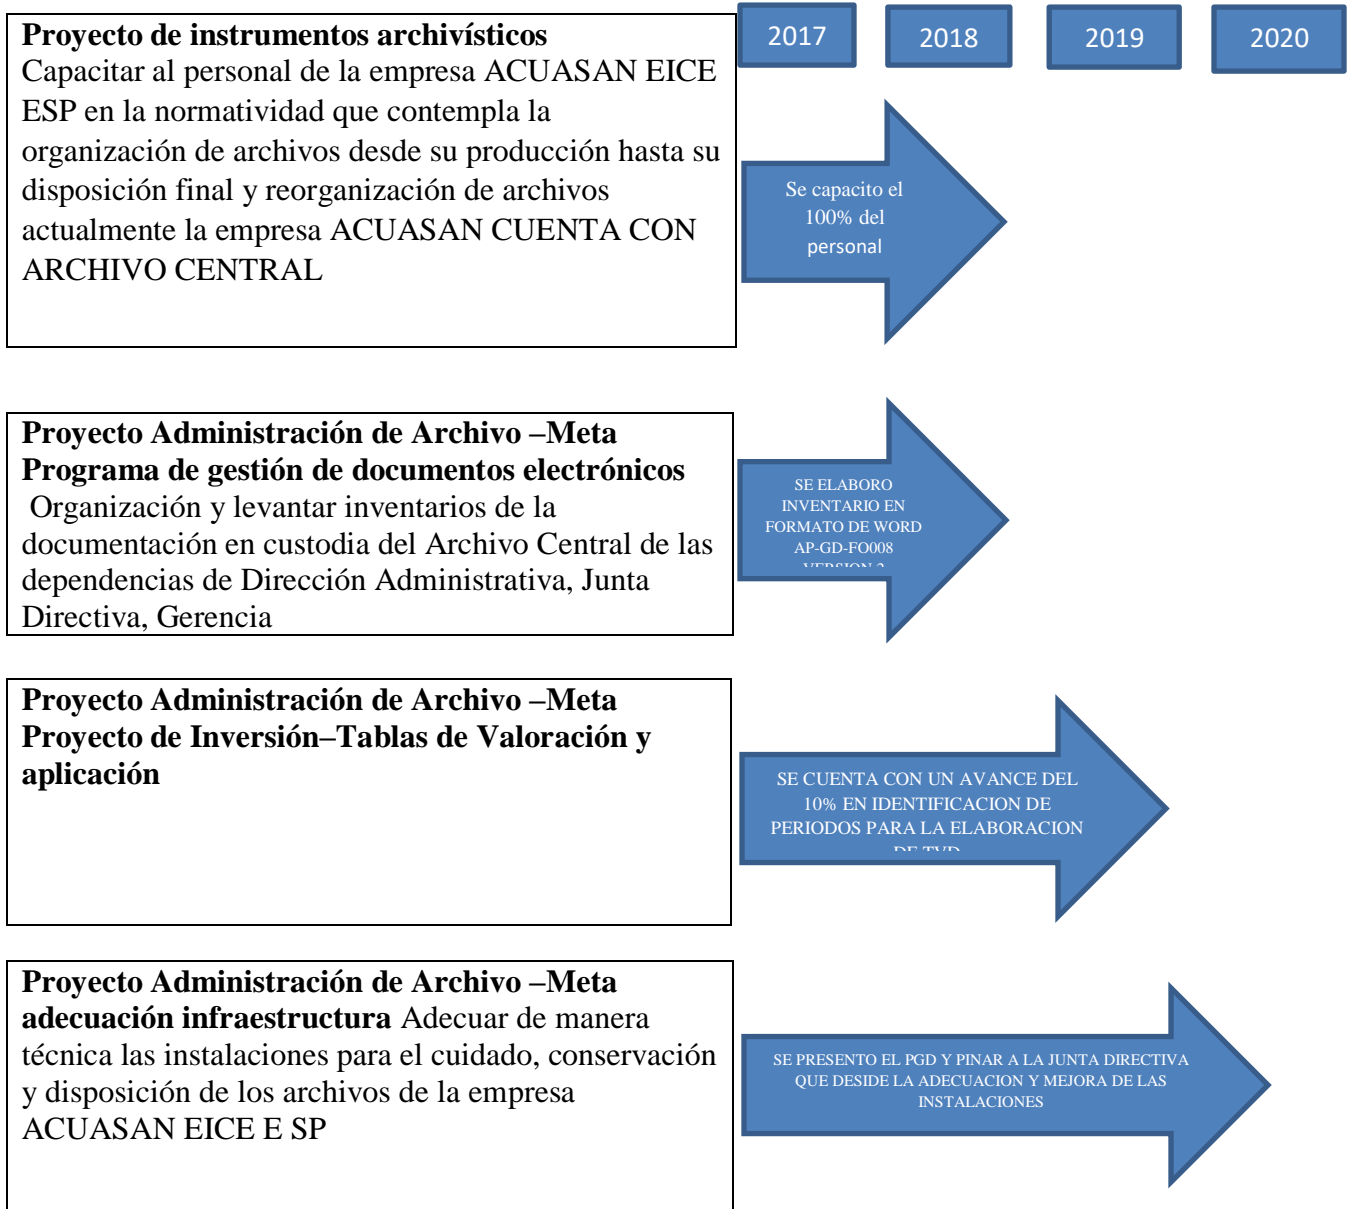 Proyecto de instrumentos archivísticos
Capacitar al personal de la empresa ACUASAN EICE
ESP en la normatividad que contempla la
organización de archivos desde su producción hasta su
disposición final y reorganización de archivos
actualmente la empresa ACUASAN CUENTA CON
ARCHIVO CENTRAL
2017
2018
2019
2020
Se capacito el
100% del
personal
Proyecto Administración de Archivo –Meta
Programa de gestión de documentos electrónicos
Organización y levantar inventarios de la
documentación en custodia del Archivo Central de las
dependencias de Dirección Administrativa, Junta
Directiva, Gerencia
SE ELABORO
INVENTARIO EN
FORMATO DE WORD
AP-GD-FO008
VERSION 2
Proyecto Administración de Archivo –Meta
Proyecto de Inversión–Tablas de Valoración y
aplicación
SE CUENTA CON UN AVANCE DEL
10% EN IDENTIFICACION DE
PERIODOS PARA LA ELABORACION
DE TVD
Proyecto Administración de Archivo –Meta
adecuación infraestructura Adecuar de manera
técnica las instalaciones para el cuidado, conservación
y disposición de los archivos de la empresa
ACUASAN EICE E SP
SE PRESENTO EL PGD Y PINAR A LA JUNTA DIRECTIVA
QUE DESIDE LA ADECUACION Y MEJORA DE LAS
INSTALACIONES